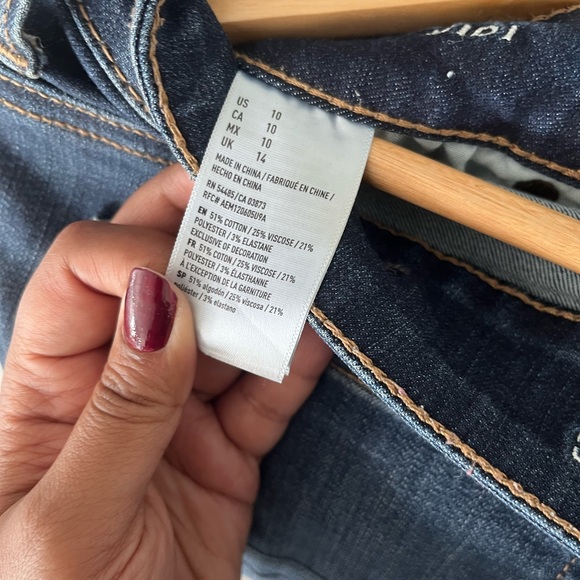 US 10
CA 10
MX 10
UK 14
MADE IN CHINA / FABRIQUÉ EN CHINE /
HECHO EN CHINA
RN 54485/CA 03873
RFC# AEM120605U9A
EN 51% COTTON / 25% VISCOSE / 21%
POLYESTER / 3% ELASTANE
EXCLUSIVE OF DECORATION
FR 51% COTON / 25% VISCOSE / 21%
POLYESTER / 3% ÉLASTHANNE
À L'EXCEPTION DE LA GARNITURE
SP 51% algodón / 25% viscosa / 21%
poliéster / 3% elastano